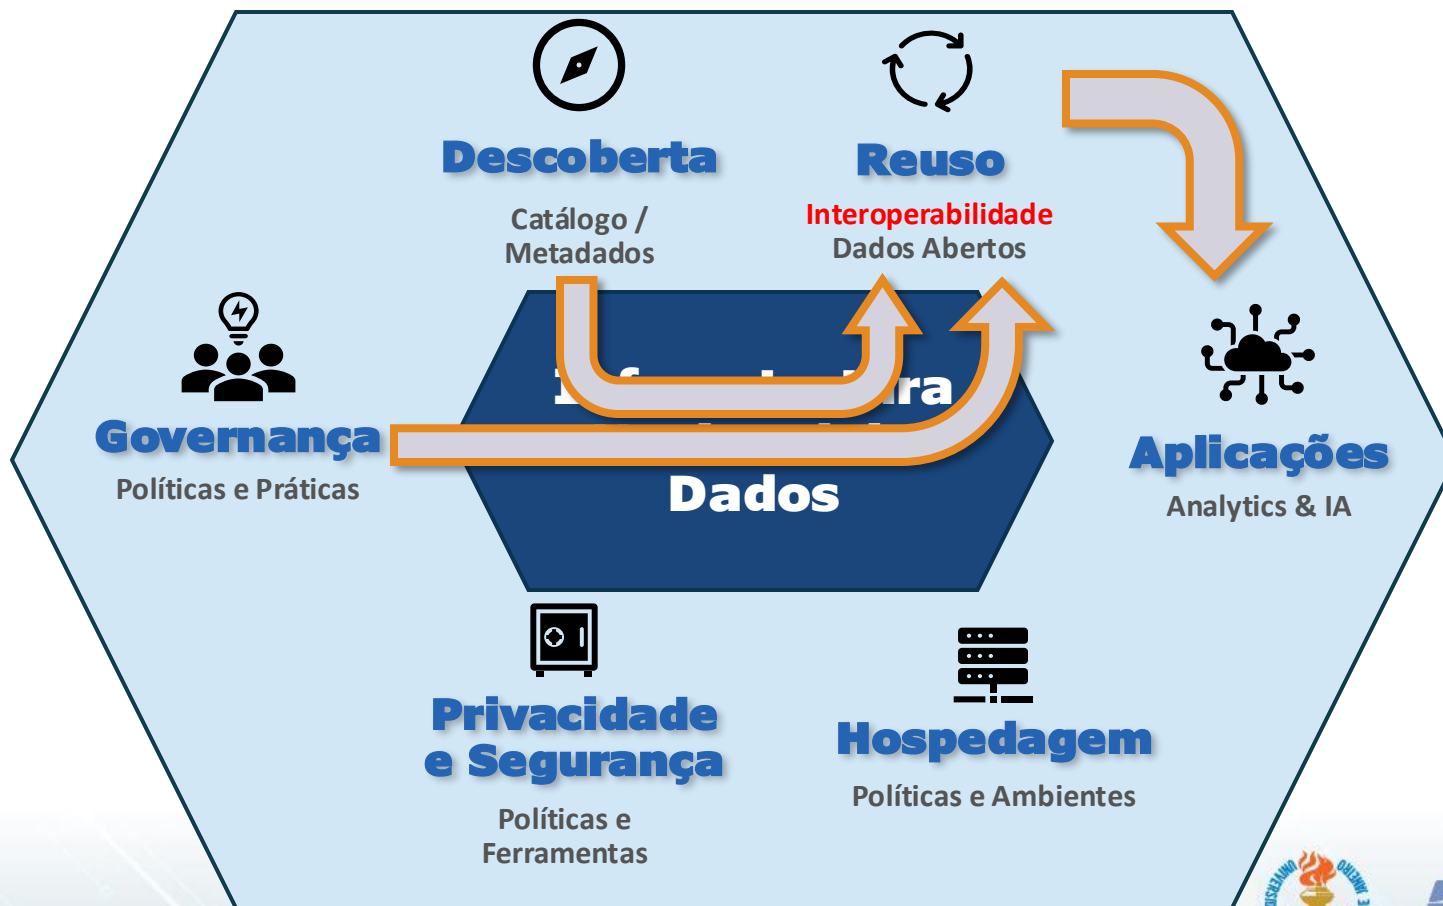 Descoberta
Catálogo /
Metadados
Reuso
Interoperabilidade
Dados Abertos
Governança
Políticas e Práticas
Dados
Aplicações
Analytics & IA
Privacidade
e Segurança
Políticas e
Ferramentas
Hospedagem
Políticas e Ambientes